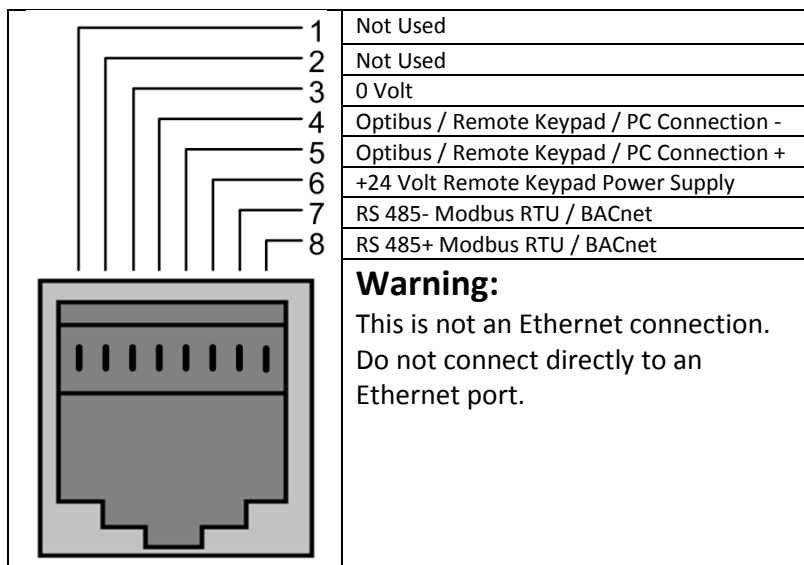 1 Not Used
2 Not Used
3 0 Volt
4 Optibus / Remote Keypad / PC Connection -
5 Optibus / Remote Keypad / PC Connection +
6 +24 Volt Remote Keypad Power Supply
7 RS 485- Modbus RTU / BACnet
8 RS 485+ Modbus RTU / BACnet
Warning:
This is not an Ethernet connection.
Do not connect directly to an
Ethernet port.